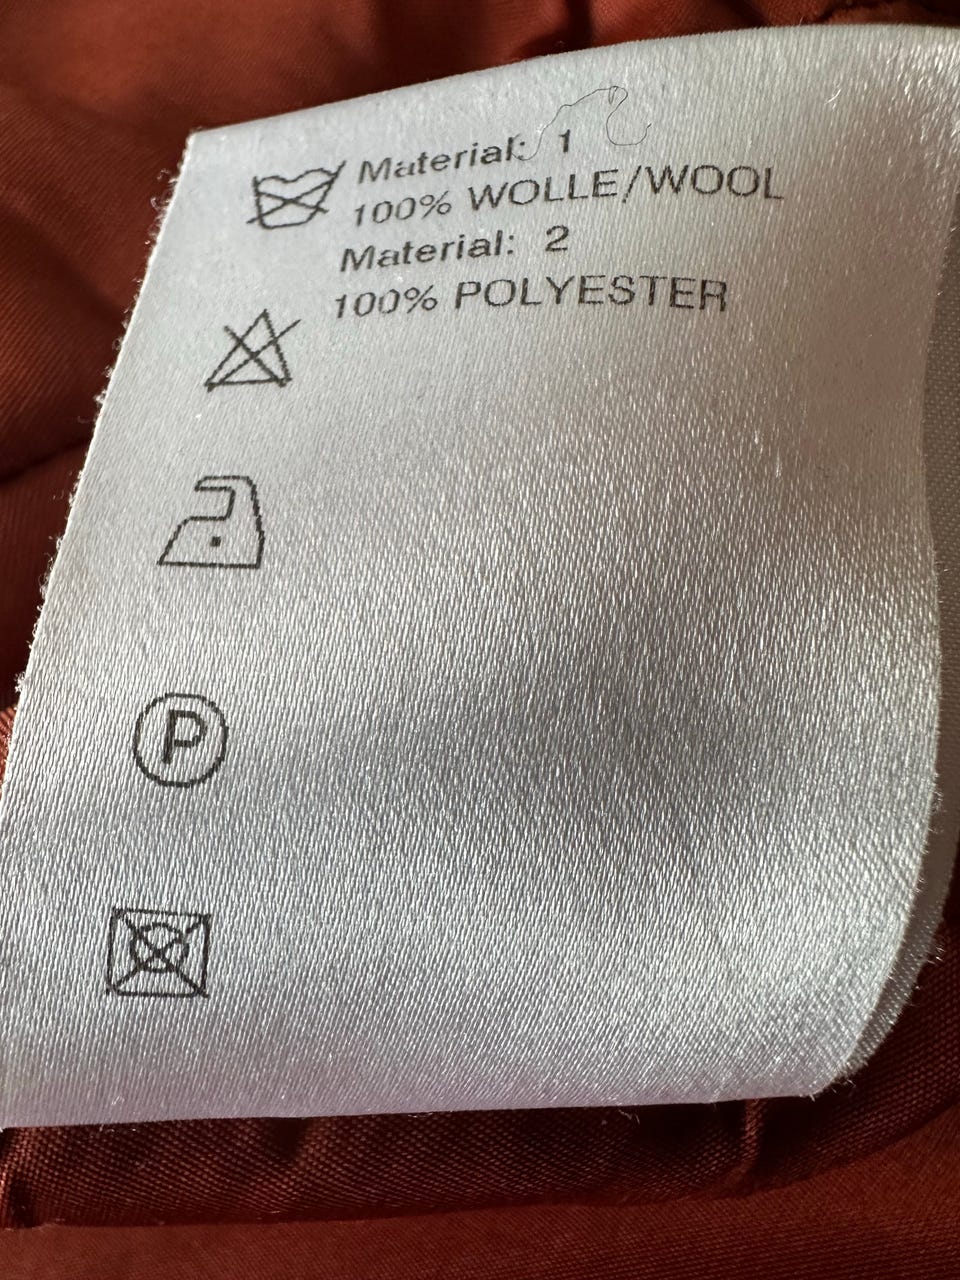 Material: 1
100% WOLLE/WOOL
Material: 2
100% POLYESTER
P